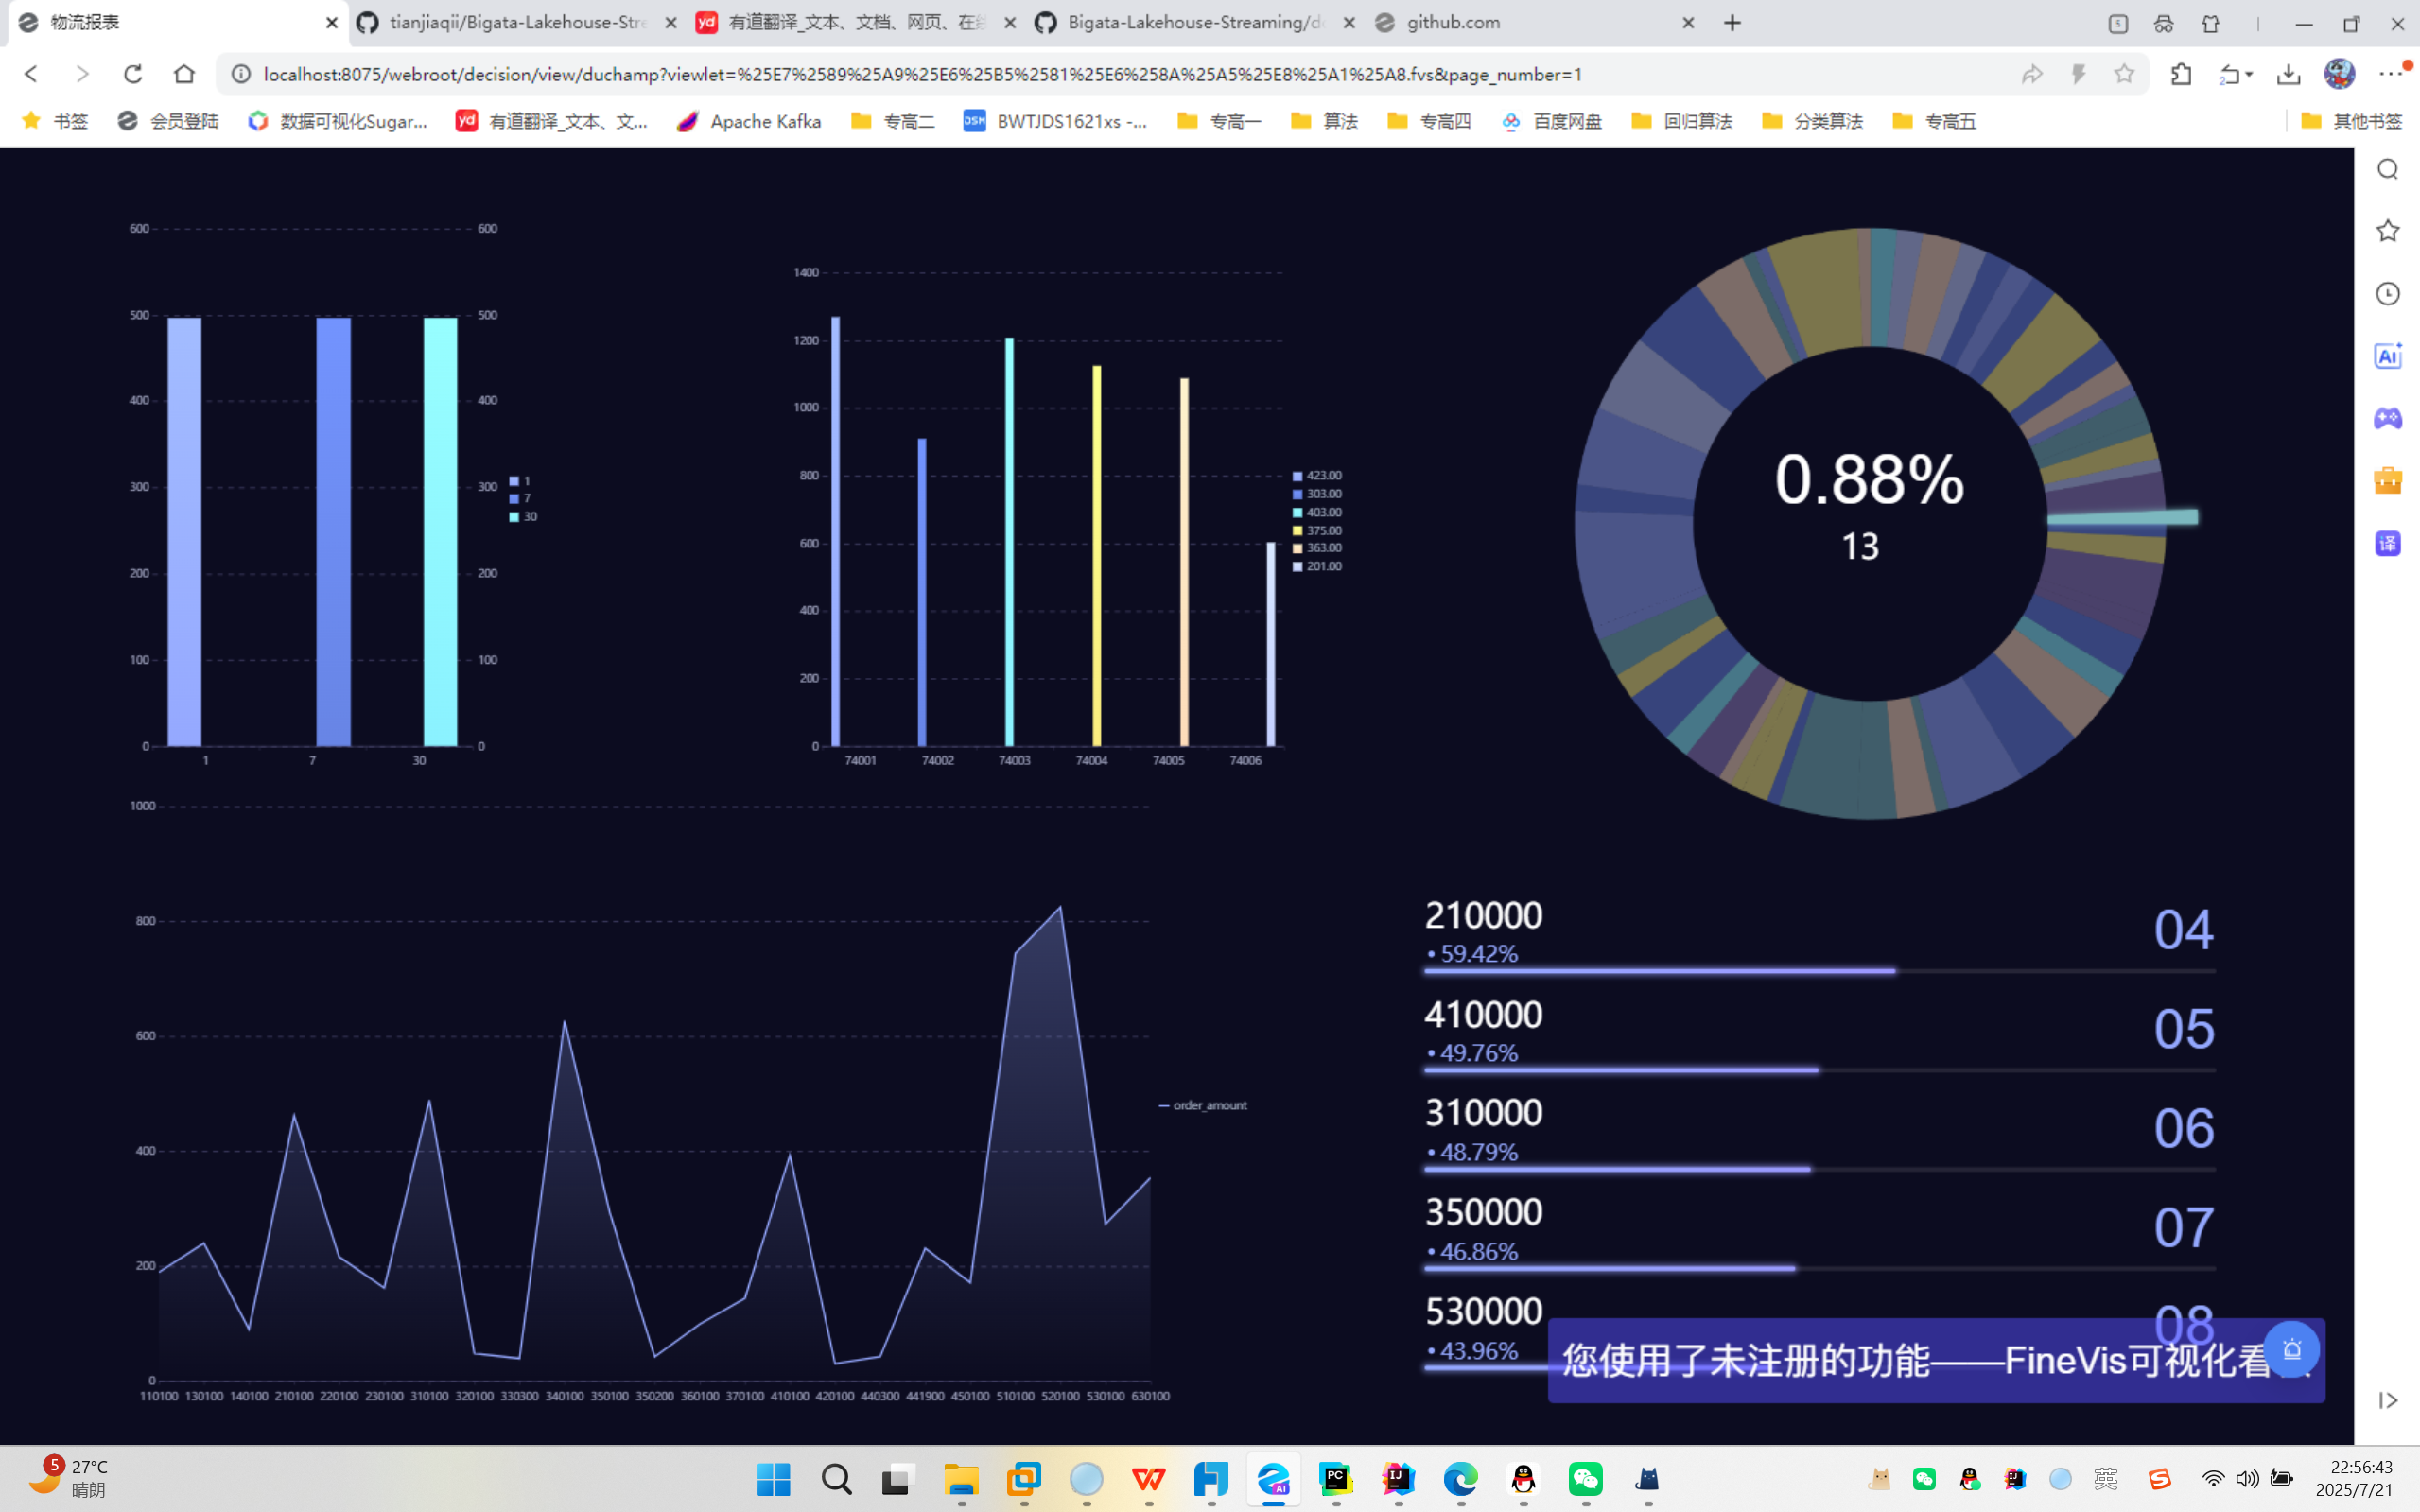 物流报表
tianjiaqii/Bigata-Lakehouse-Stre
有道翻译_文本、文档、网页、在线
Bigata-Lakehouse-Streaming/d
github.com
localhost:8075/webroot/decision/view/duchamp?viewlet=%25E7%2589%25A9%25E6%25B5%2581%25E6%258A%25A5%25E8%25A1%25A8.fvs&page_number=1
书签
会员登陆
数据可视化Sugar...
有道翻译_文本、文...
Apache Kafka
专高二
BWTJDS1621xs -...
专高一
算法
专高四
百度网盘
回归算法
分类算法
专高五
其他书签
600 600
500 500
400 400
300 300
200 200
100 100
0 0
1 7 30
1
7
30
1400
1200
1000
800
600
400
200
0
74001 74002 74003 74004 74005 74006
423.00
303.00
403.00
375.00
363.00
201.00
0.88%
13
1000
800
600
400
200
0
110100 130100 140100 210100 220100 230100 310100 320100 330300 340100 350100 350200 360100 370100 410100 420100 440300 441900 450100 510100 520100 530100 630100
order_amount
210000
• 59.42%
04
410000
• 49.76%
05
310000
• 48.79%
06
350000
• 46.86%
07
530000
• 43.96%
08
您使用了未注册的功能——FineVis可视化看
5
27°C
晴朗
英
22:56:43
2025/7/21